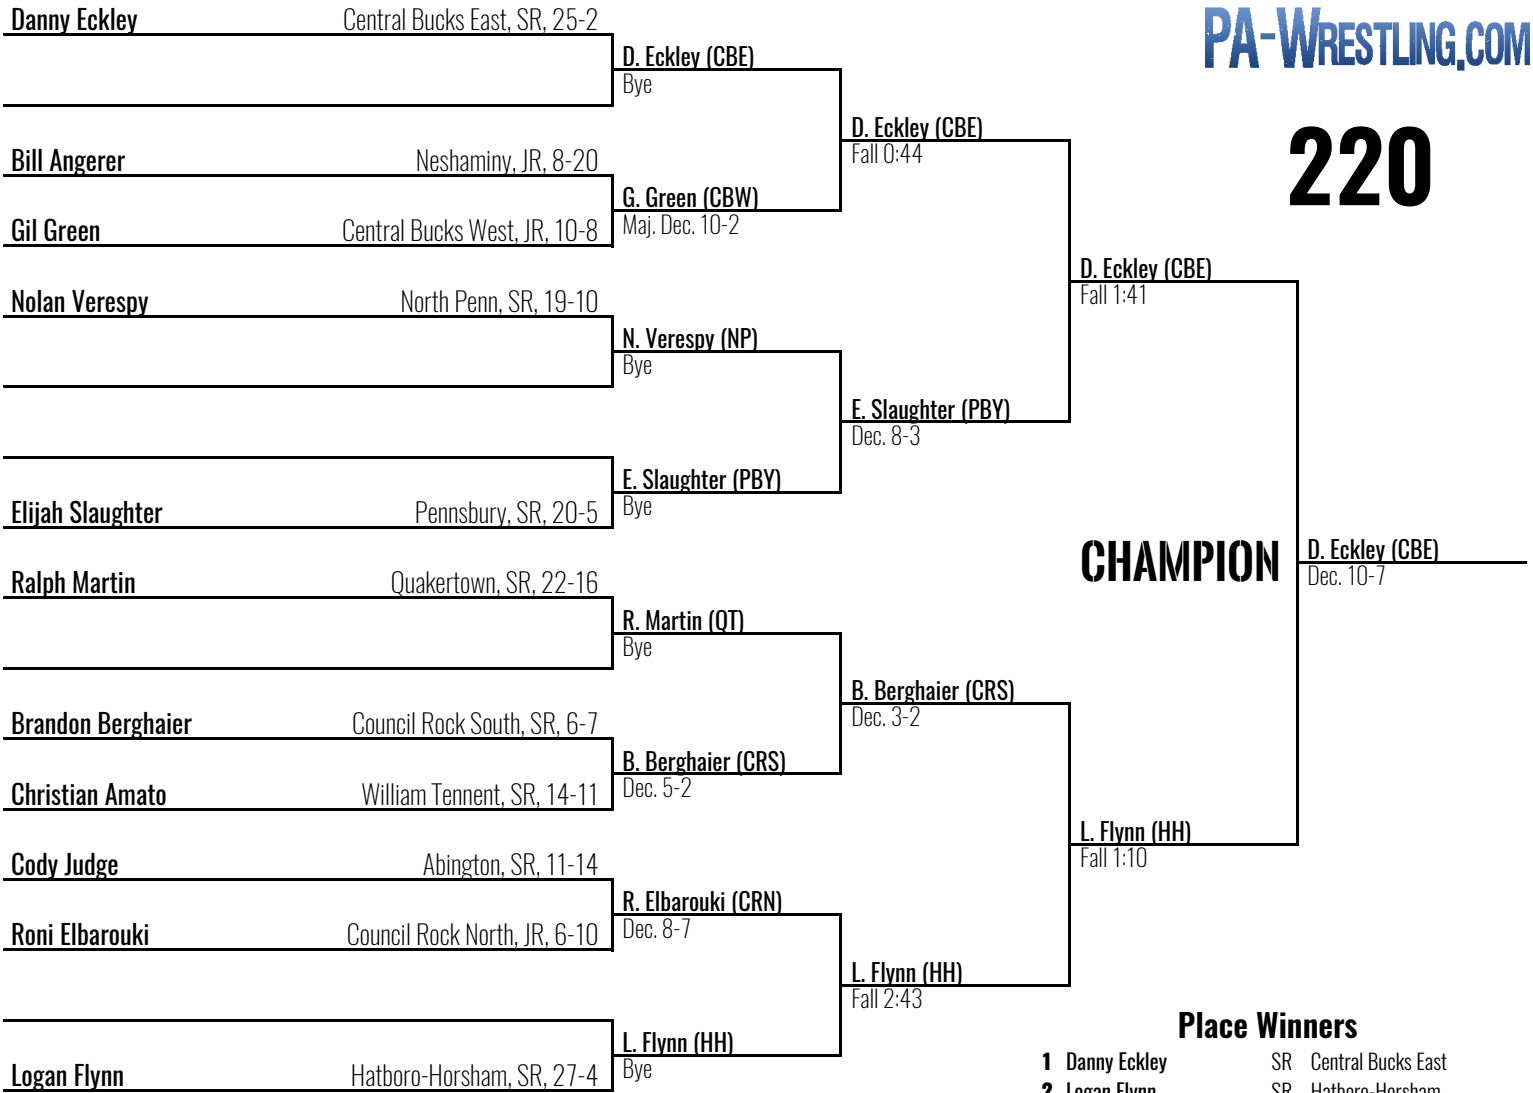 Danny Eckley Central Bucks East, SR, 25-2
PA-WRESTLING.COM
D. Eckley (CBE)
Bye
D. Eckley (CBE)
Fall 0:44
220
Bill Angerer Neshaminy, JR, 8-20
G. Green (CBW)
Maj. Dec. 10-2
Gil Green Central Bucks West, JR, 10-8
D. Eckley (CBE)
Fall 1:41
Nolan Verespy North Penn, SR, 19-10
N. Verespy (NP)
Bye
E. Slaughter (PBY)
Dec. 8-3
E. Slaughter (PBY)
Bye
Elijah Slaughter Pennsbury, SR, 20-5
CHAMPION D. Eckley (CBE)
Dec. 10-7
Ralph Martin Quakertown, SR, 22-16
R. Martin (QT)
Bye
B. Berghaier (CRS)
Dec. 3-2
Brandon Berghaier Council Rock South, SR, 6-7
B. Berghaier (CRS)
Dec. 5-2
Christian Amato William Tennent, SR, 14-11
L. Flynn (HH)
Fall 1:10
Cody Judge Abington, SR, 11-14
R. Elbarouki (CRN)
Dec. 8-7
Roni Elbarouki Council Rock North, JR, 6-10
L. Flynn (HH)
Fall 2:43
L. Flynn (HH)
Bye
Logan Flynn Hatboro-Horsham, SR, 27-4
Place Winners
1 Danny Eckley SR Central Bucks East
2 Logan Flynn SR Hatboro-Horsham